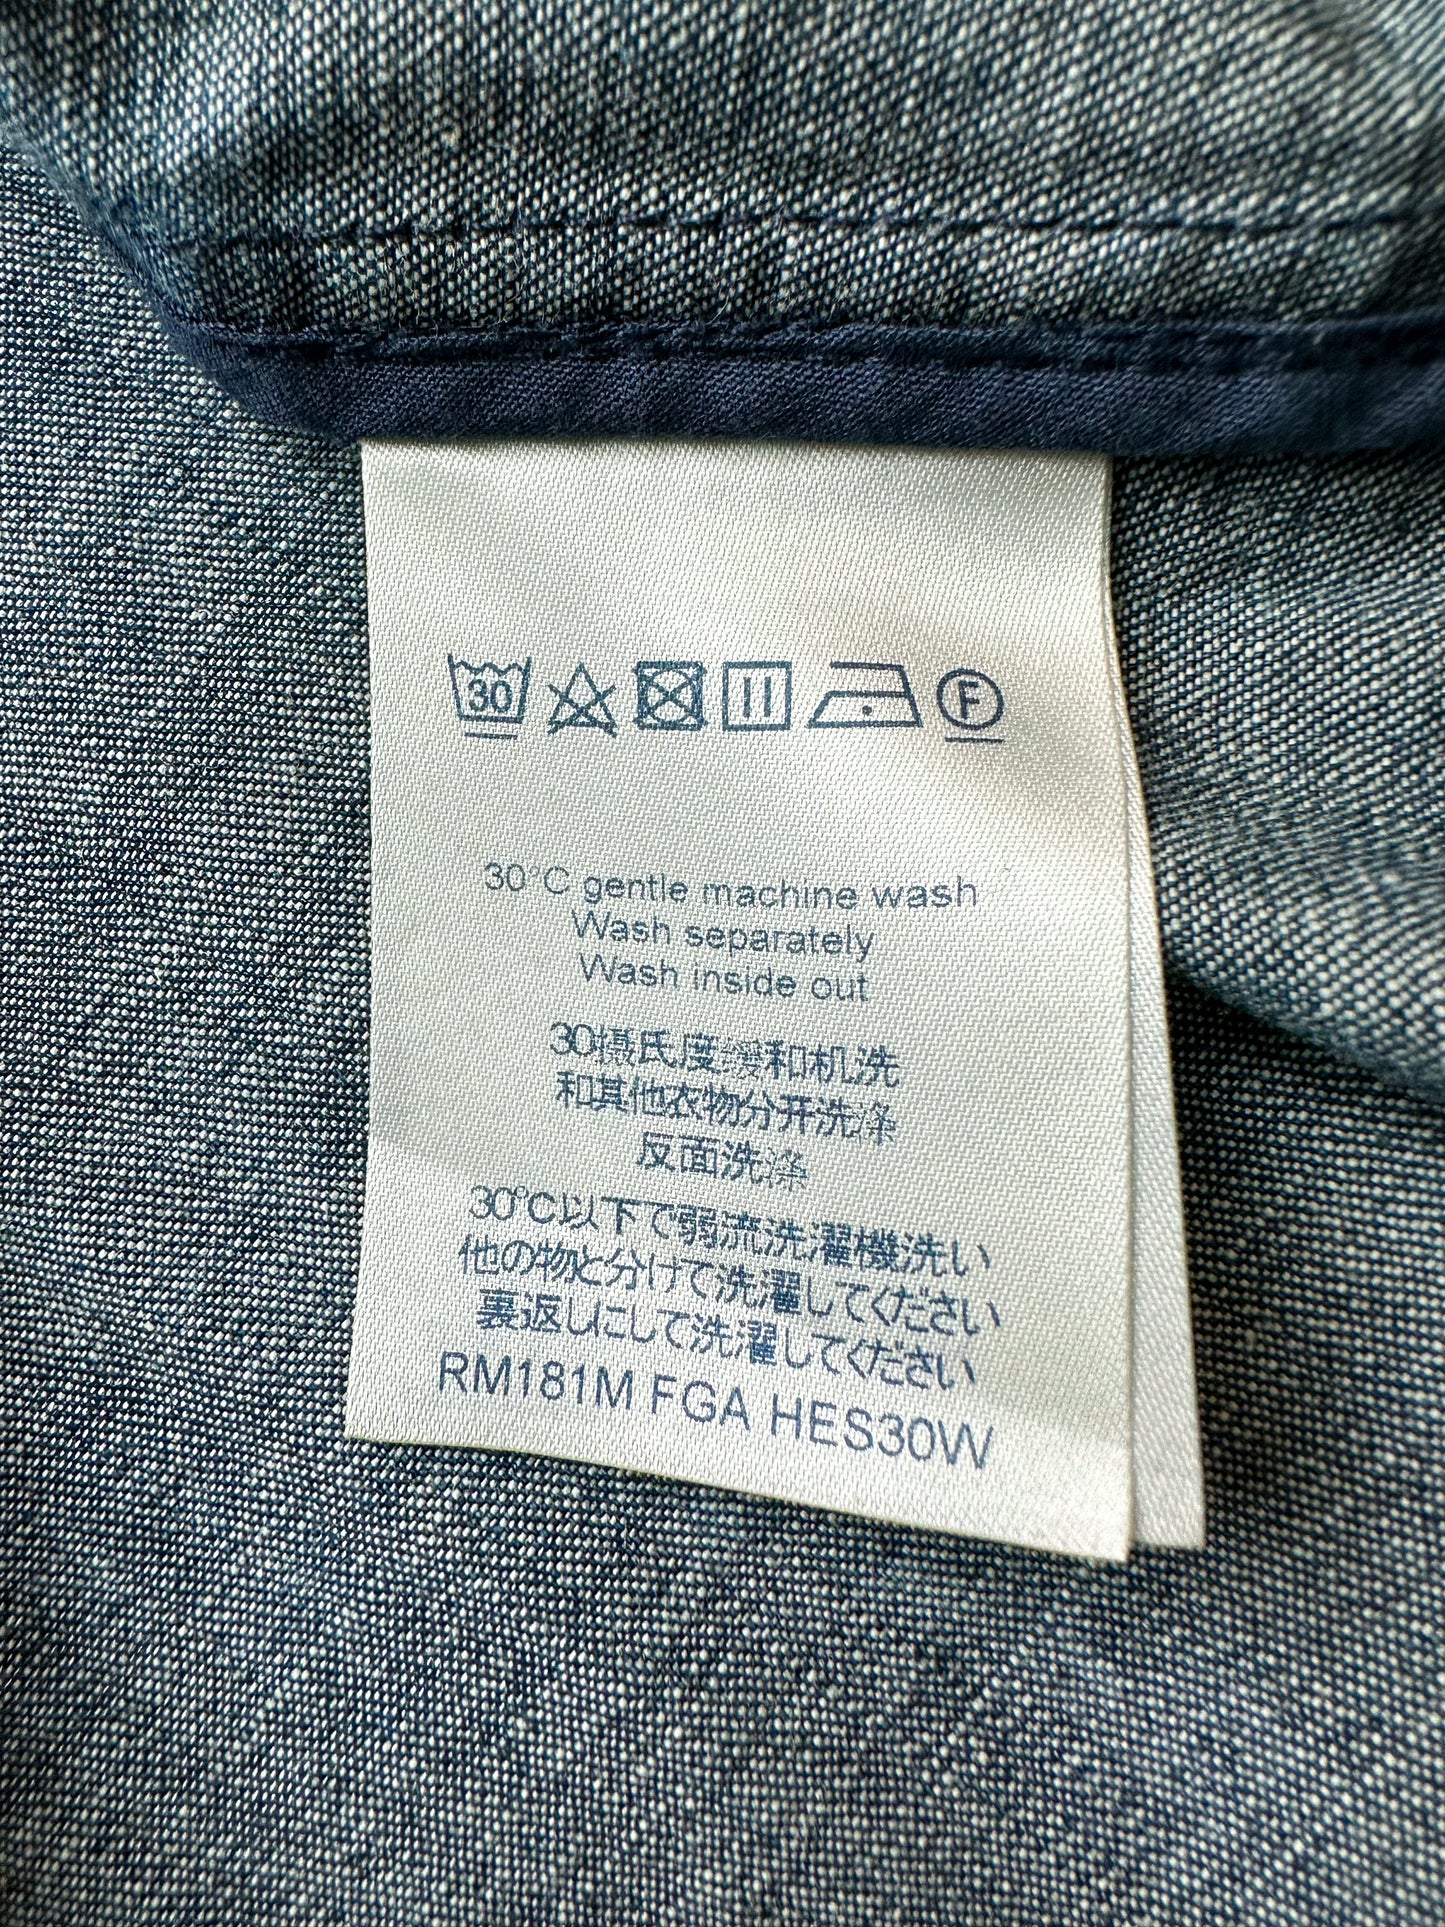 30
F
30°C gentle machine wash
Wash separately
Wash inside out
30摄氏度缓和机洗
和其他衣物分开洗涤
反面洗涤
30℃以下で弱流洗濯機洗い
他の物と分けて洗濯してください
裏返しにして洗濯してください
RM181M FGA HES30W